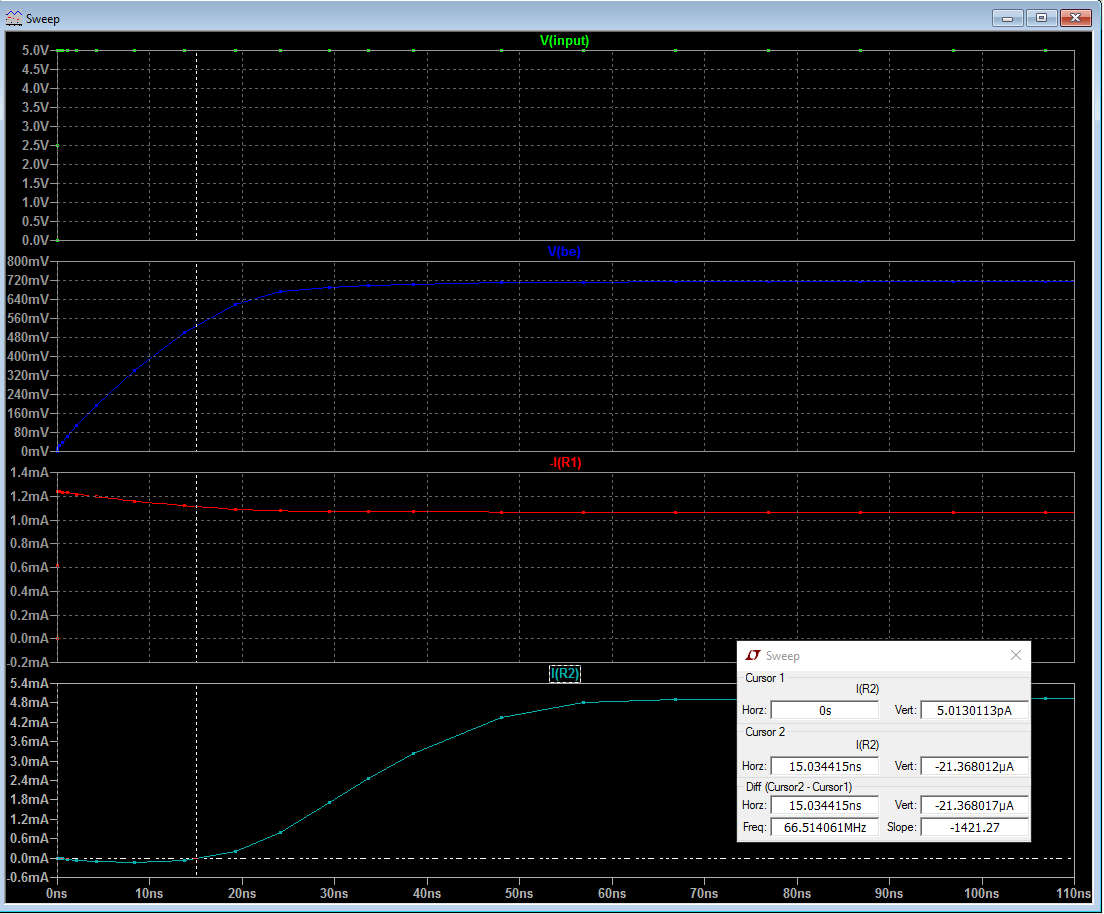 Sweep
V(input)
5.0V
4.5V
4.0V
3.5V
3.0V
2.5V
2.0V
1.5V
1.0V
0.5V
0.0V
V(be)
800mV
720mV
640mV
560mV
480mV
400mV
320mV
240mV
160mV
80mV
0mV
-I(R1)
1.4mA
1.2mA
1.0mA
0.8mA
0.6mA
0.4mA
0.2mA
0.0mA
-0.2mA
I(R2)
5.4mA
4.8mA
4.2mA
3.6mA
3.0mA
2.4mA
1.8mA
1.2mA
0.6mA
0.0mA
-0.6mA
0ns 10ns 20ns 30ns 40ns 50ns 60ns 70ns 80ns 90ns 100ns 110ns
Sweep
Cursor 1
I(R2)
Horz: 0s Vert: 5.0130113pA
Cursor 2
I(R2)
Horz: 15.034415ns Vert: -21.368012µA
Diff (Cursor2 - Cursor1)
Horz: 15.034415ns Vert: -21.368017µA
Freq: 66.514061MHz Slope: -1421.27